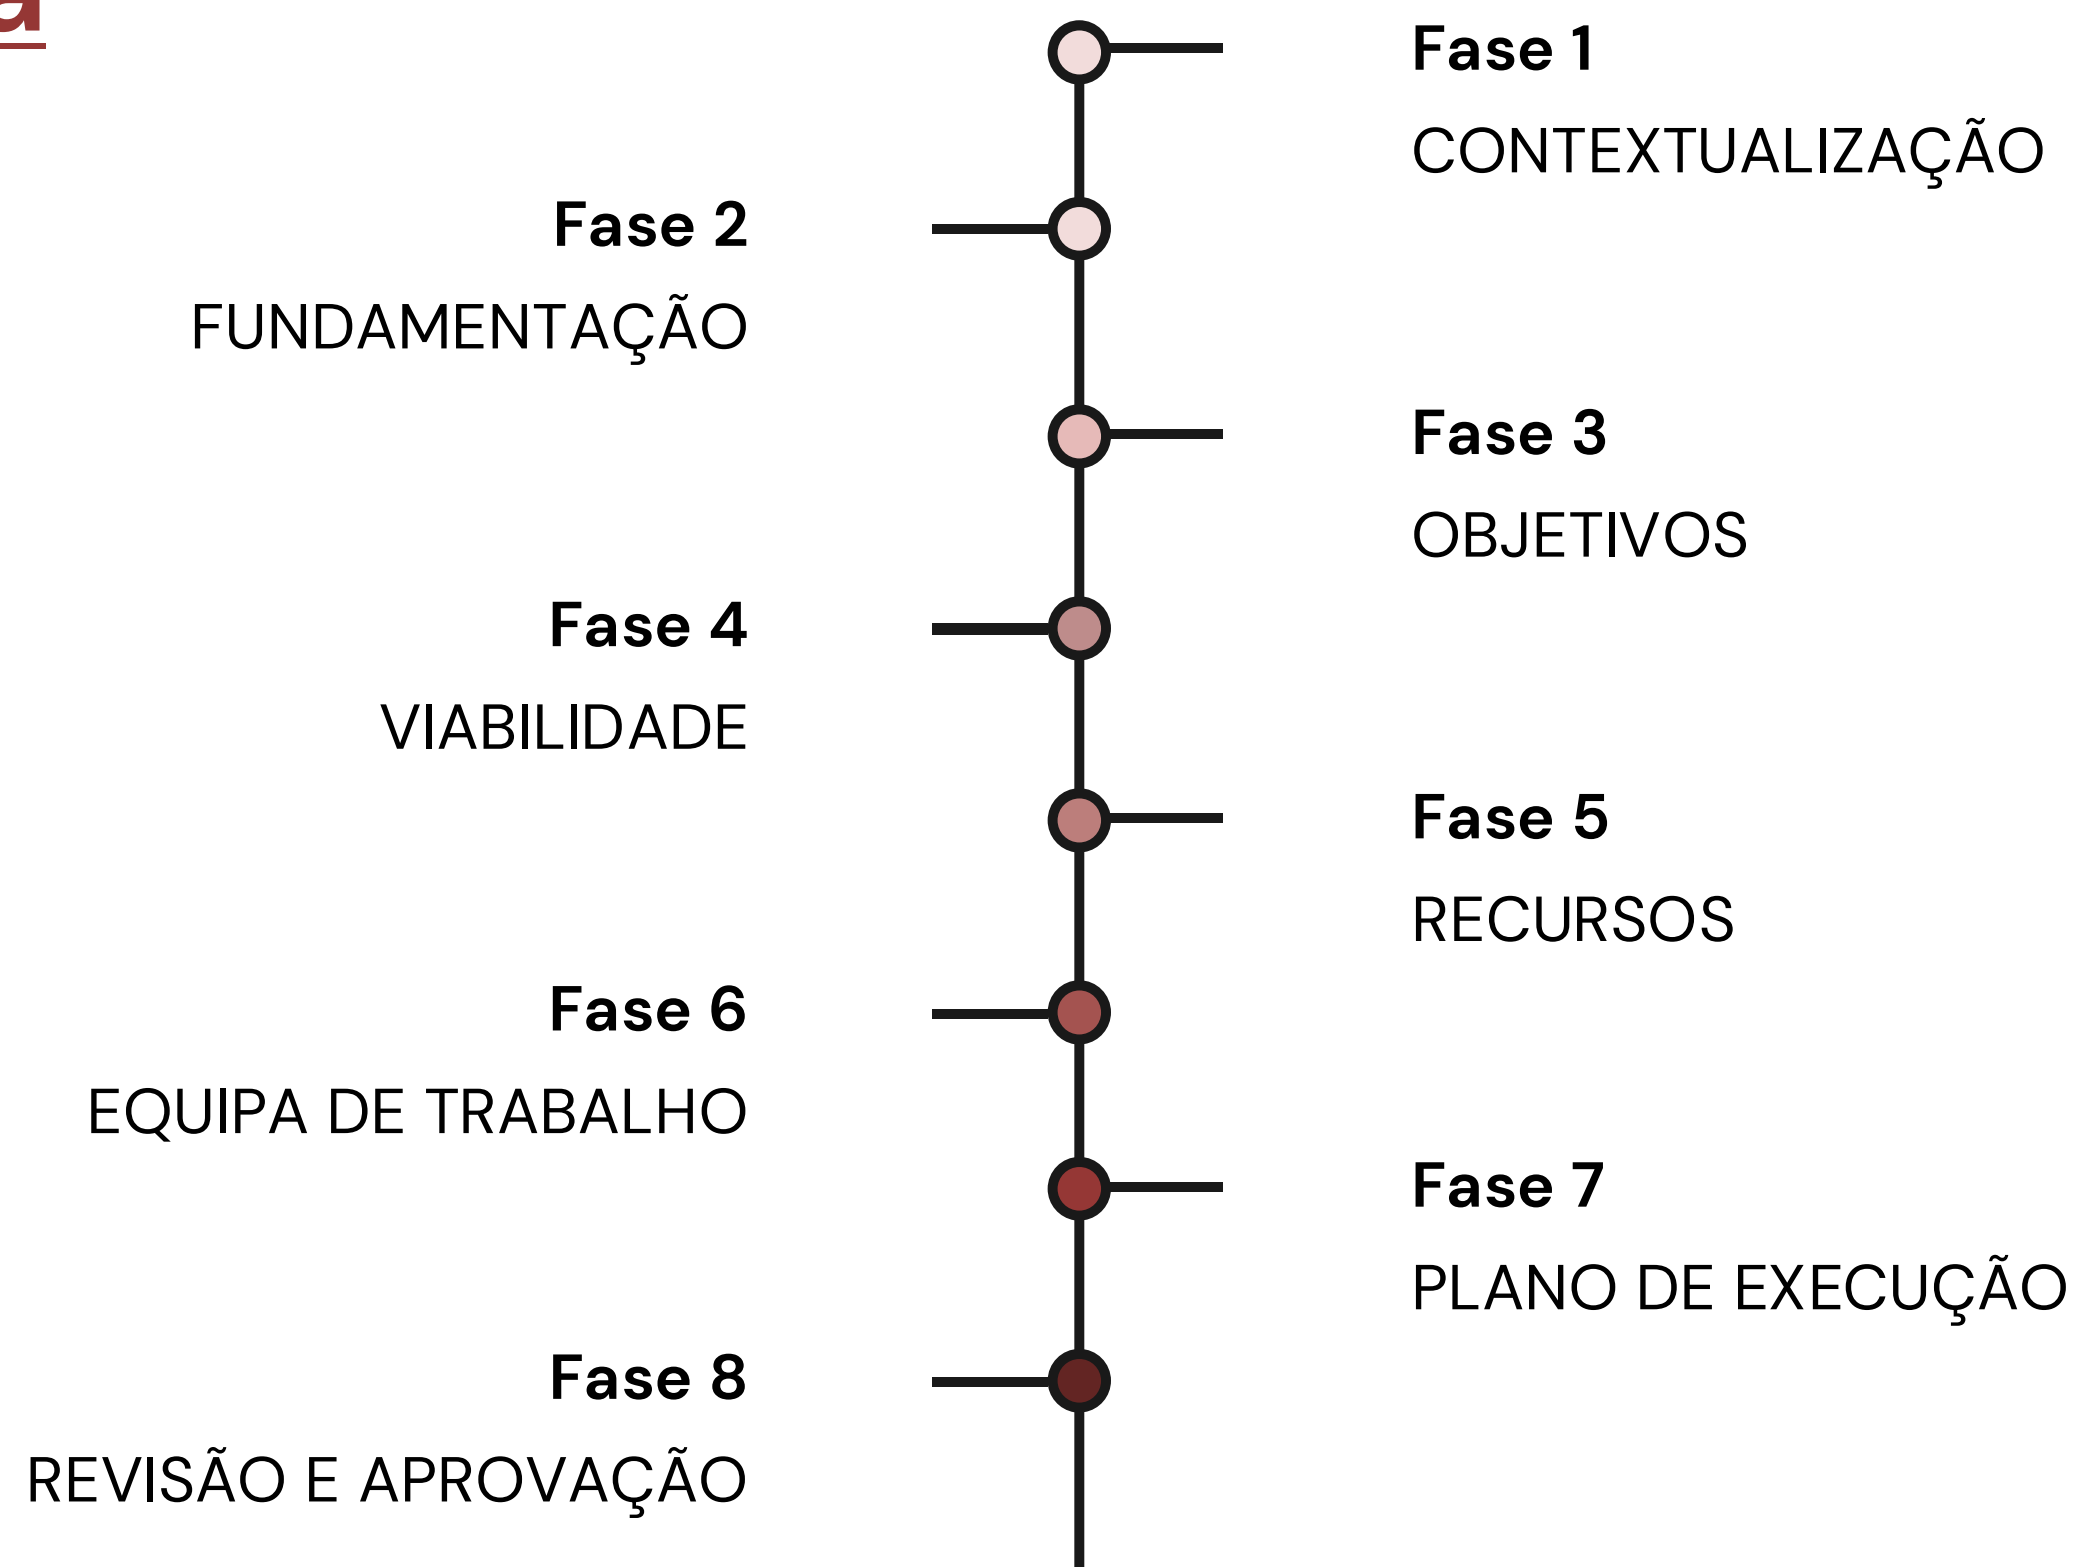 Fase 1
CONTEXTUALIZAÇÃO
Fase 2
FUNDAMENTAÇÃO
Fase 3
OBJETIVOS
Fase 4
VIABILIDADE
Fase 5
RECURSOS
Fase 6
EQUIPA DE TRABALHO
Fase 7
PLANO DE EXECUÇÃO
Fase 8
REVISÃO E APROVAÇÃO